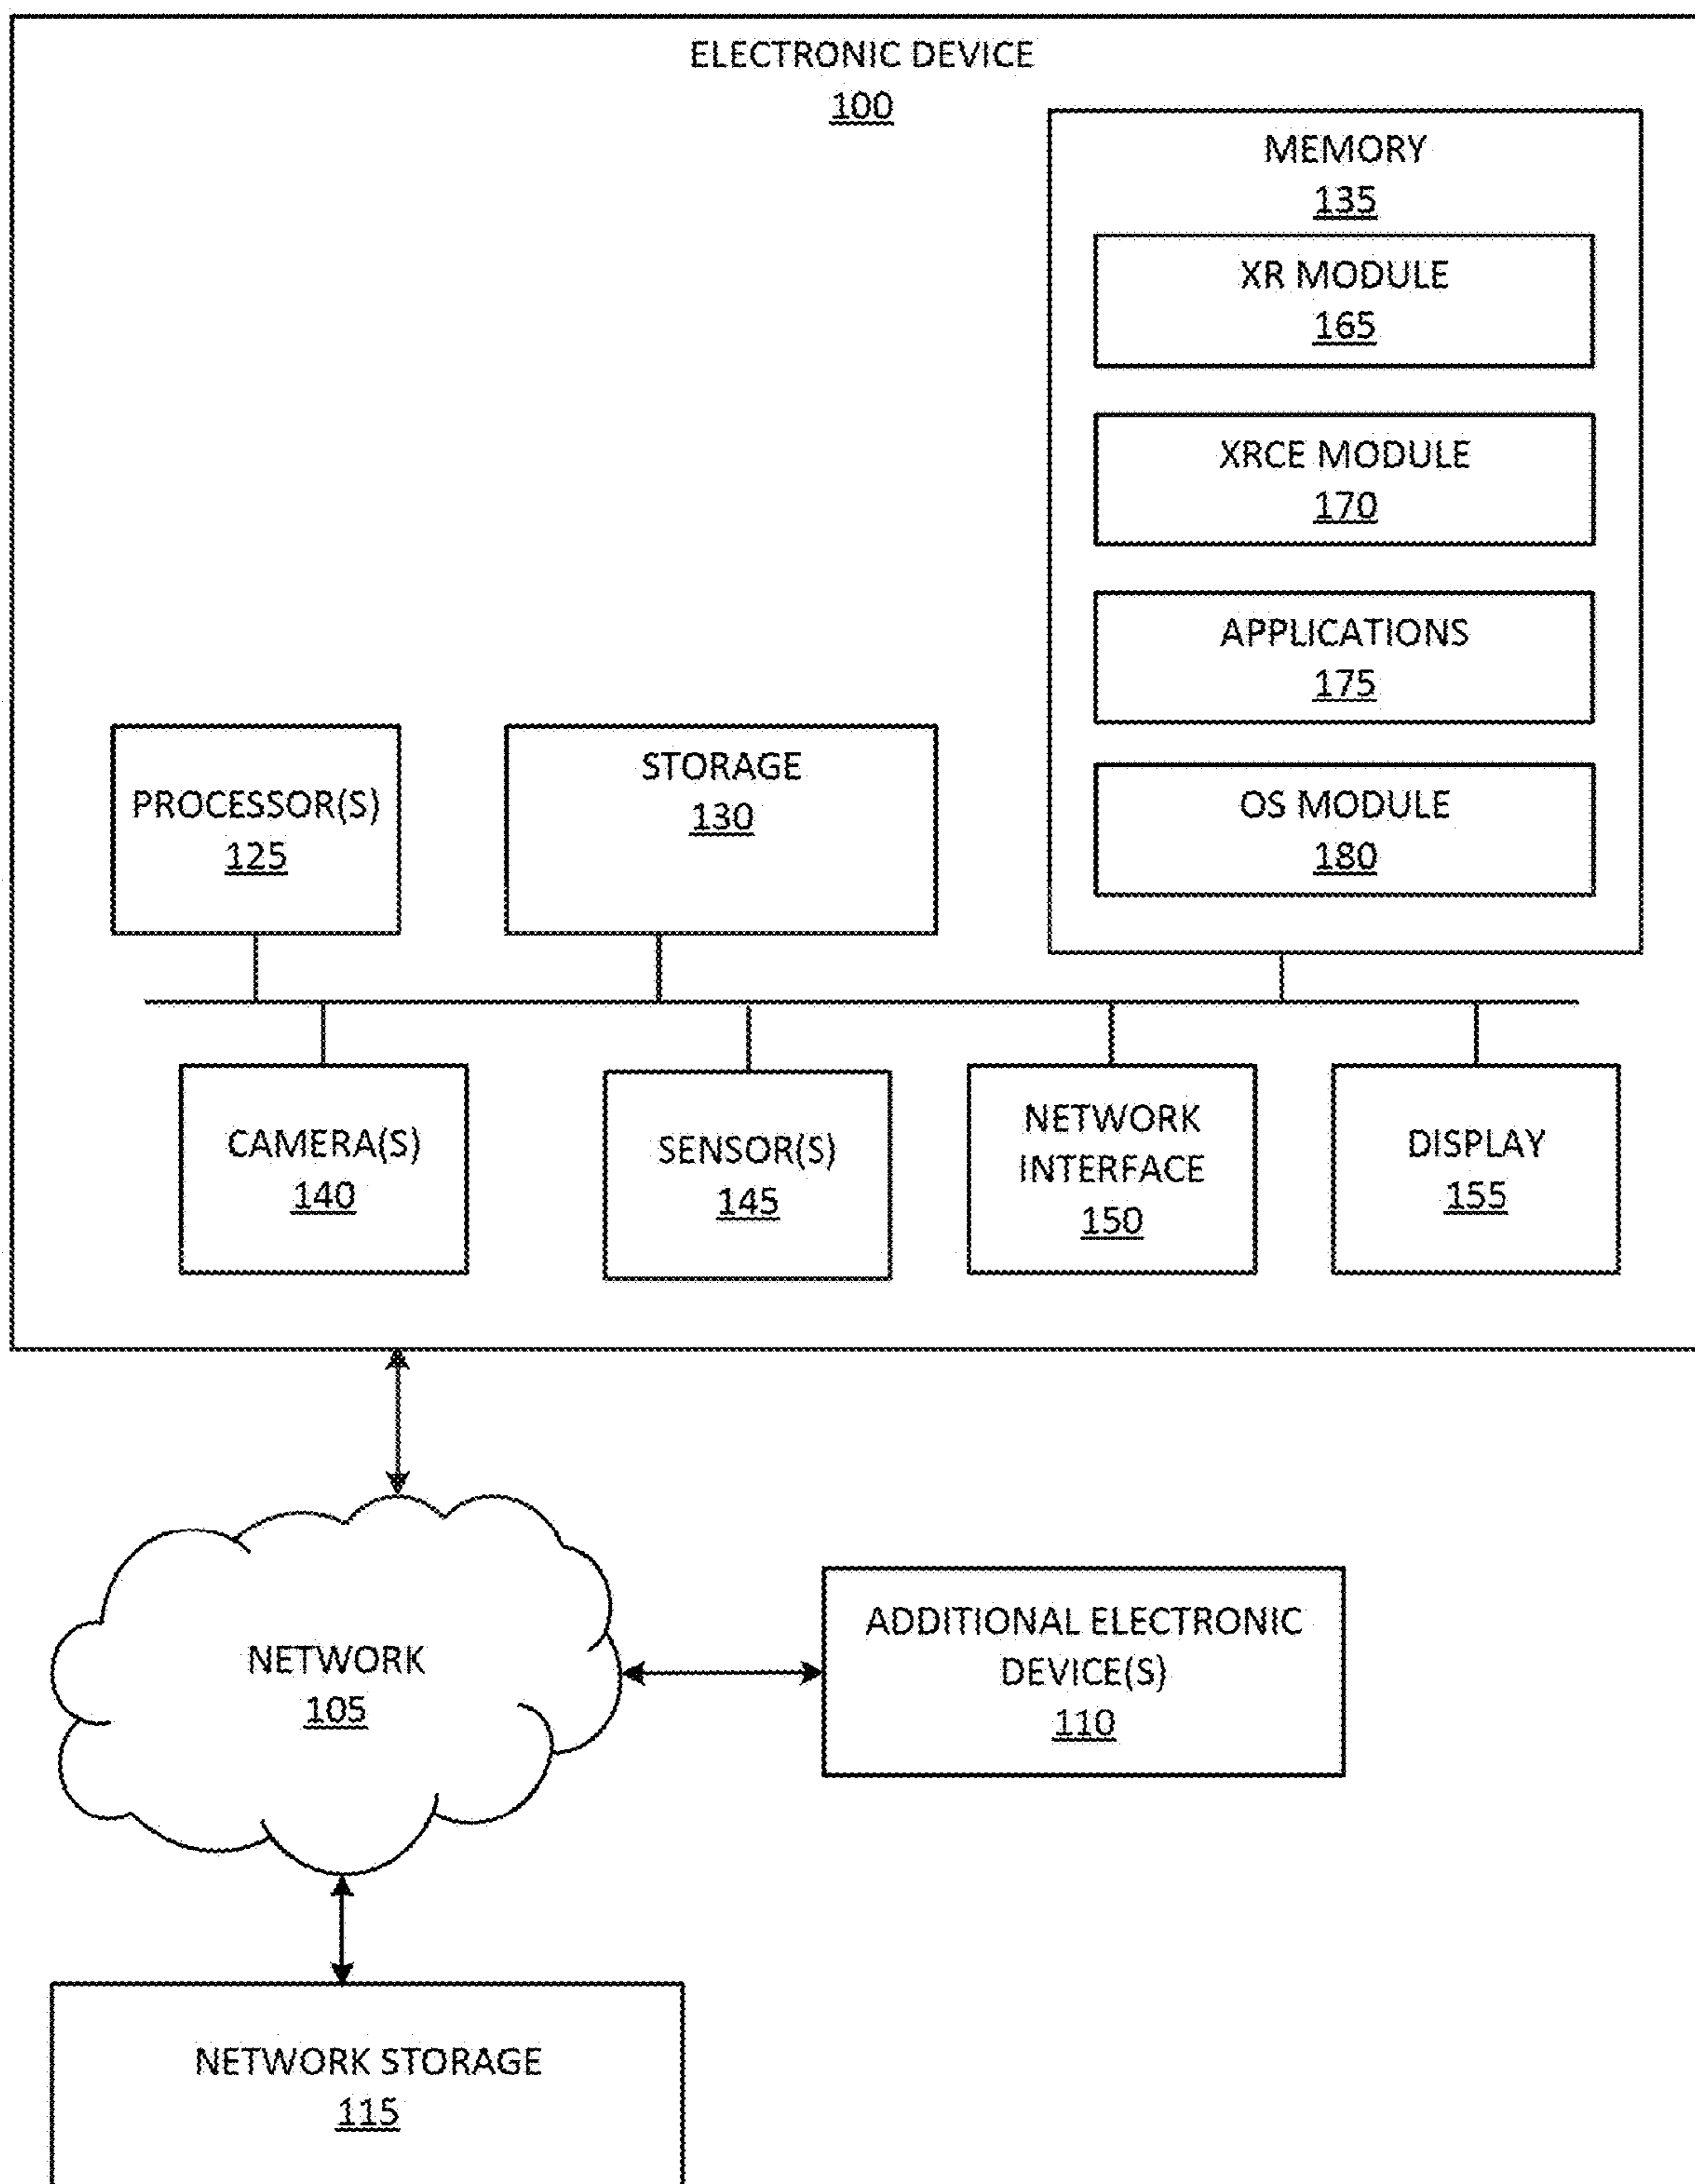 ELECTRONIC DEVICE
100
MEMORY
135
XR MODULE
165
XRCE MODULE
170
APPLICATIONS
175
OS MODULE
180
PROCESSOR(S)
125
STORAGE
130
CAMERA(S)
140
SENSOR(S)
145
NETWORK
INTERFACE
150
DISPLAY
155
NETWORK
105
ADDITIONAL ELECTRONIC
DEVICE(S)
110
NETWORK STORAGE
115